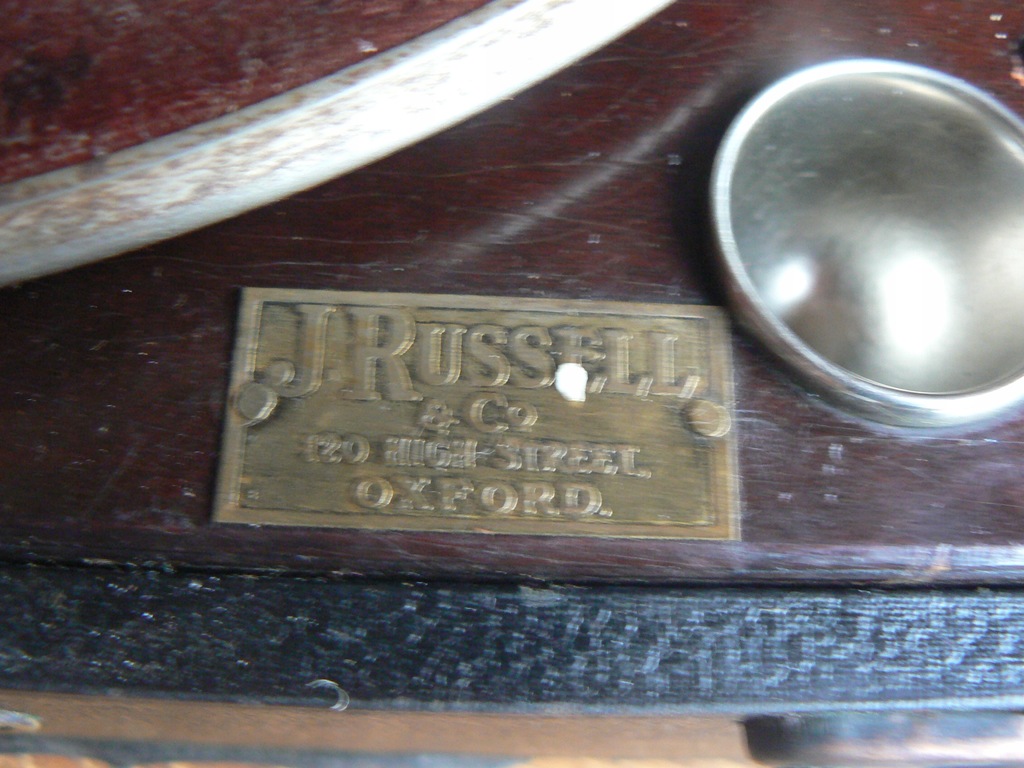 J. RUSSELL,
& Co
120 HIGH STREET,
OXFORD.